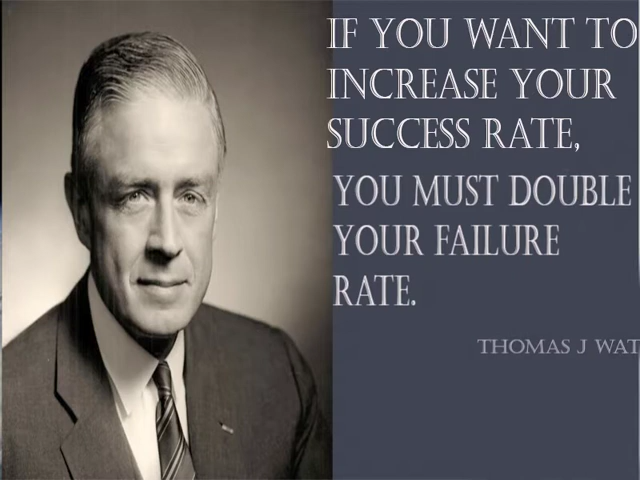 IF YOU WANT TO
INCREASE YOUR
SUCCESS RATE,
YOU MUST DOUBLE
YOUR FAILURE
RATE.
THOMAS J WAT